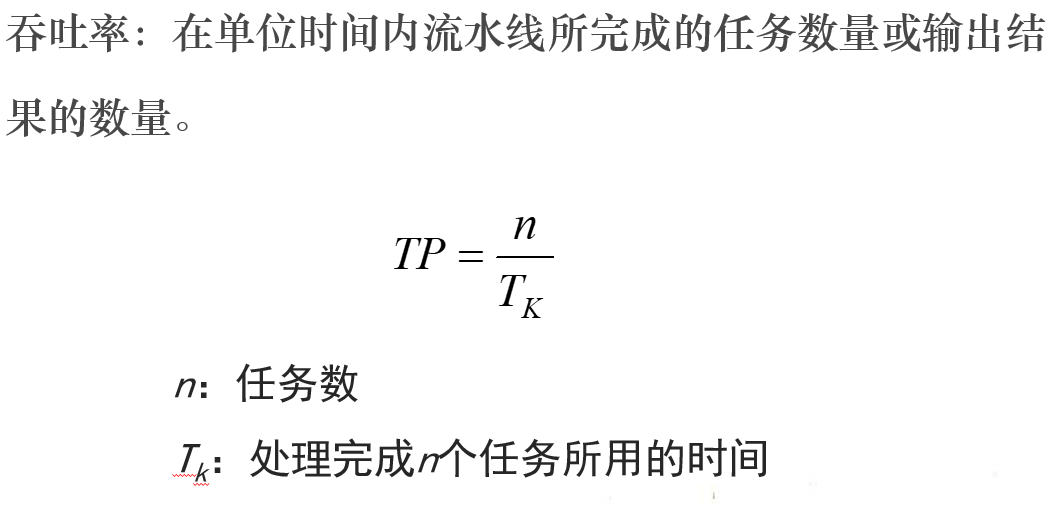 吞吐率：在单位时间内流水线所完成的任务数量或输出结
果的数量。
TP = n / T_K
n：任务数
T_k：处理完成n个任务所用的时间